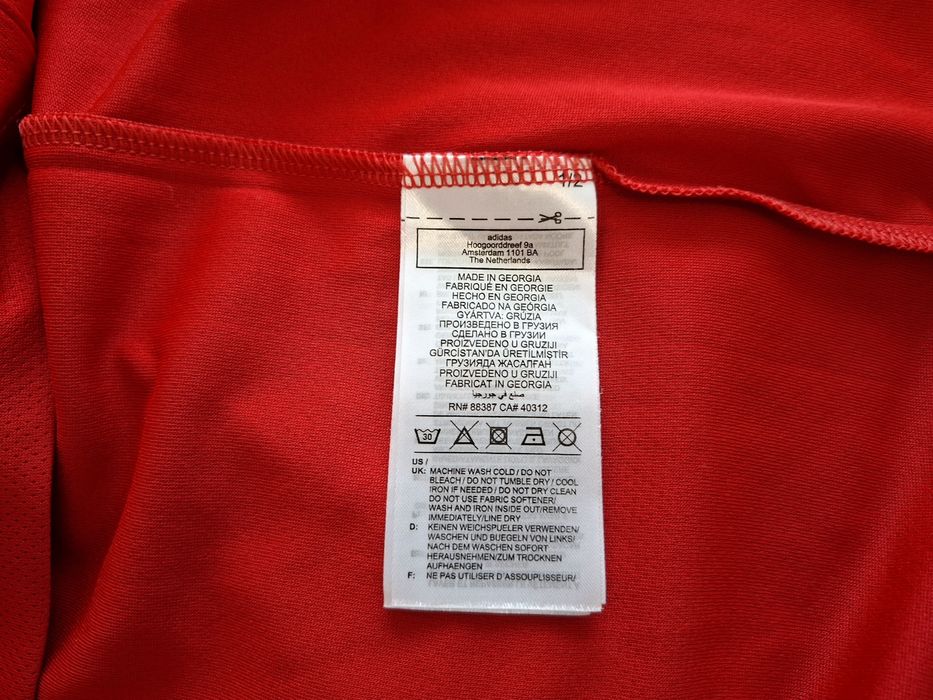 1/2
adidas
Hoogoorddreef 9a
Amsterdam 1101 BA
The Netherlands
MADE IN GEORGIA
FABRIQUÉ EN GEORGIE
HECHO EN GEORGIA
FABRICADO NA GEÓRGIA
GYÁRTVA: GRÚZIA
ПРОИЗВЕДЕНО В ГРУЗИЯ
СДЕЛАНО В ГРУЗИИ
PROIZVEDENO U GRUZIJI
GÜRCİSTAN'DA ÜRETİLMİŞTİR
ГРУЗИЯДА ЖАСАЛҒАН
PROIZVEDENO U GRUZIJI
FABRICAT IN GEORGIA
صنع في جورجيا
RN# 88387 CA# 40312
30
US /
UK: MACHINE WASH COLD / DO NOT
BLEACH / DO NOT TUMBLE DRY / COOL
IRON IF NEEDED / DO NOT DRY CLEAN
DO NOT USE FABRIC SOFTENER/
WASH AND IRON INSIDE OUT/REMOVE
IMMEDIATELY/LINE DRY
D: KEINEN WEICHSPUELER VERWENDEN/
WASCHEN UND BUEGELN VON LINKS/
NACH DEM WASCHEN SOFORT
HERAUSNEHMEN/ZUM TROCKNEN
AUFHAENGEN
F: NE PAS UTILISER D'ASSOUPLISSEUR/